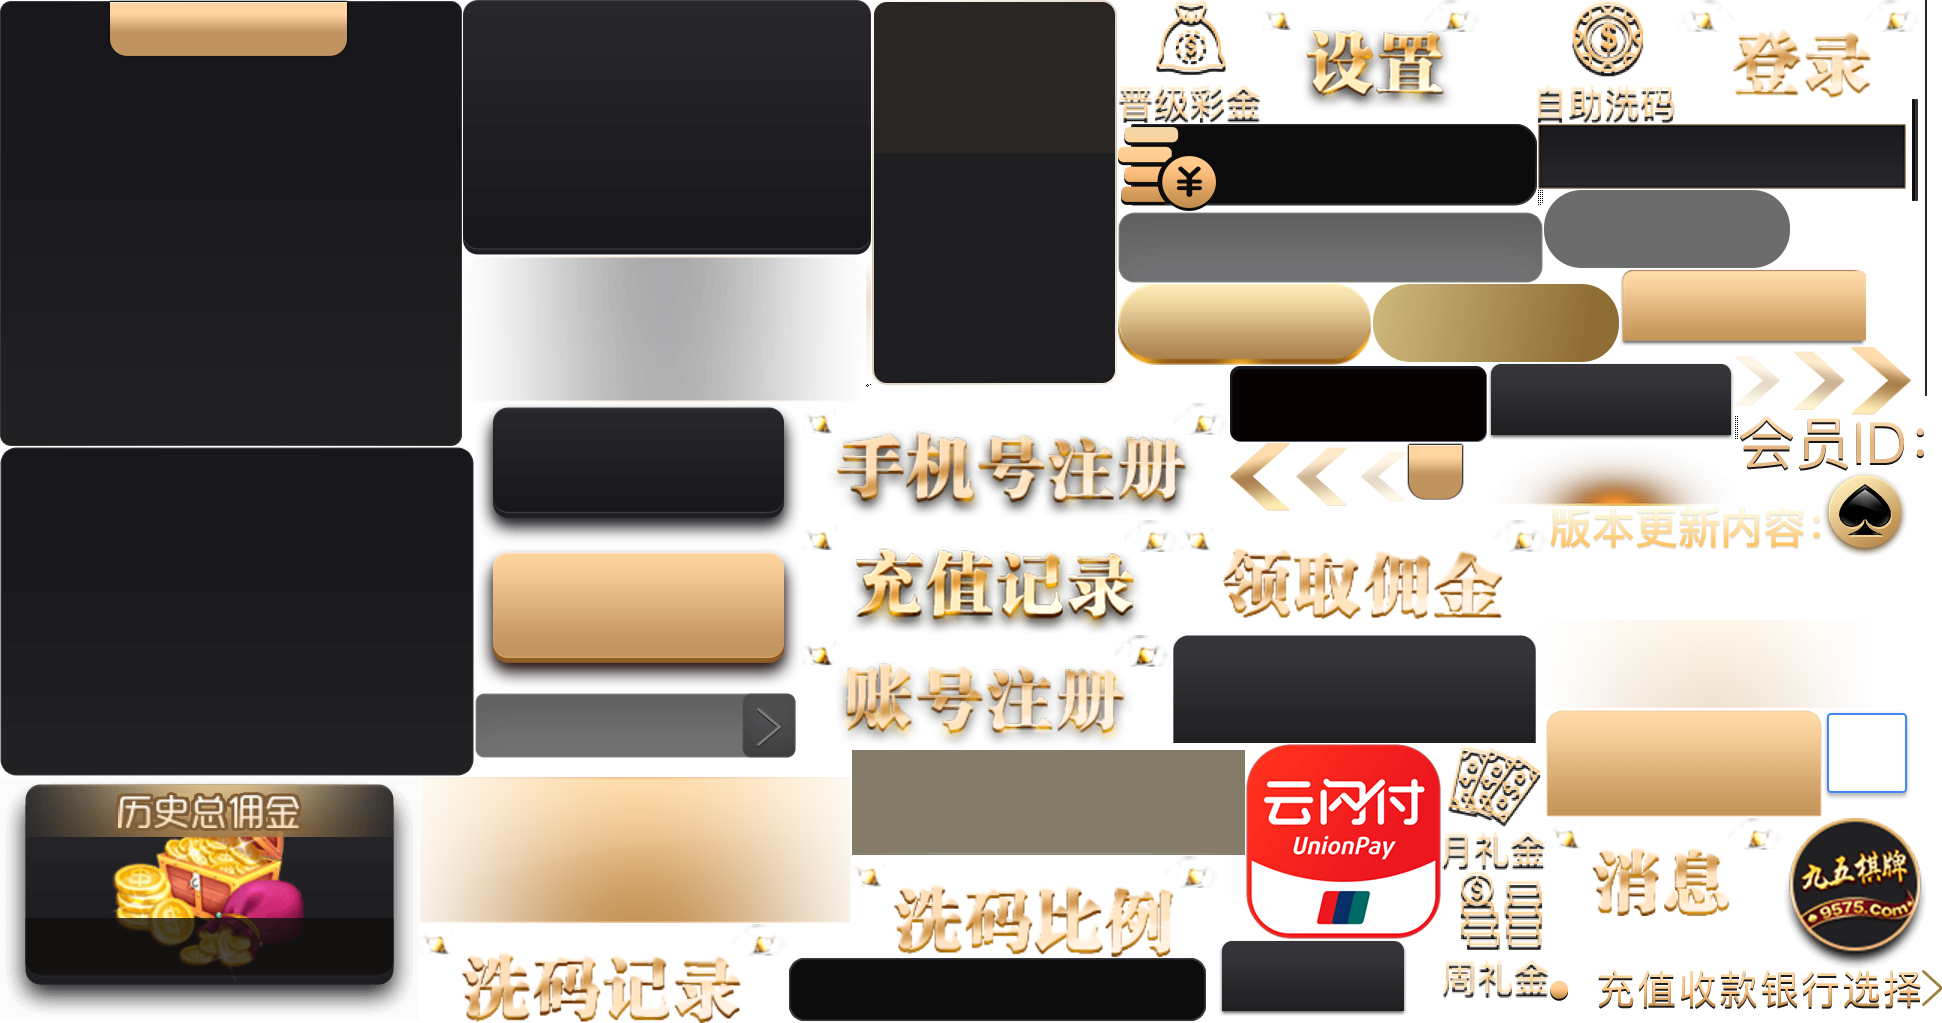 设置
登录
晋级彩金
自助洗码
¥
会员ID：
手机号注册
版本更新内容：
充值记录
领取佣金
账号注册
历史总佣金
云闪付
UnionPay
月礼金
消息
九五棋牌
9575.Com
洗码比例
洗码记录
周礼金
充值收款银行选择